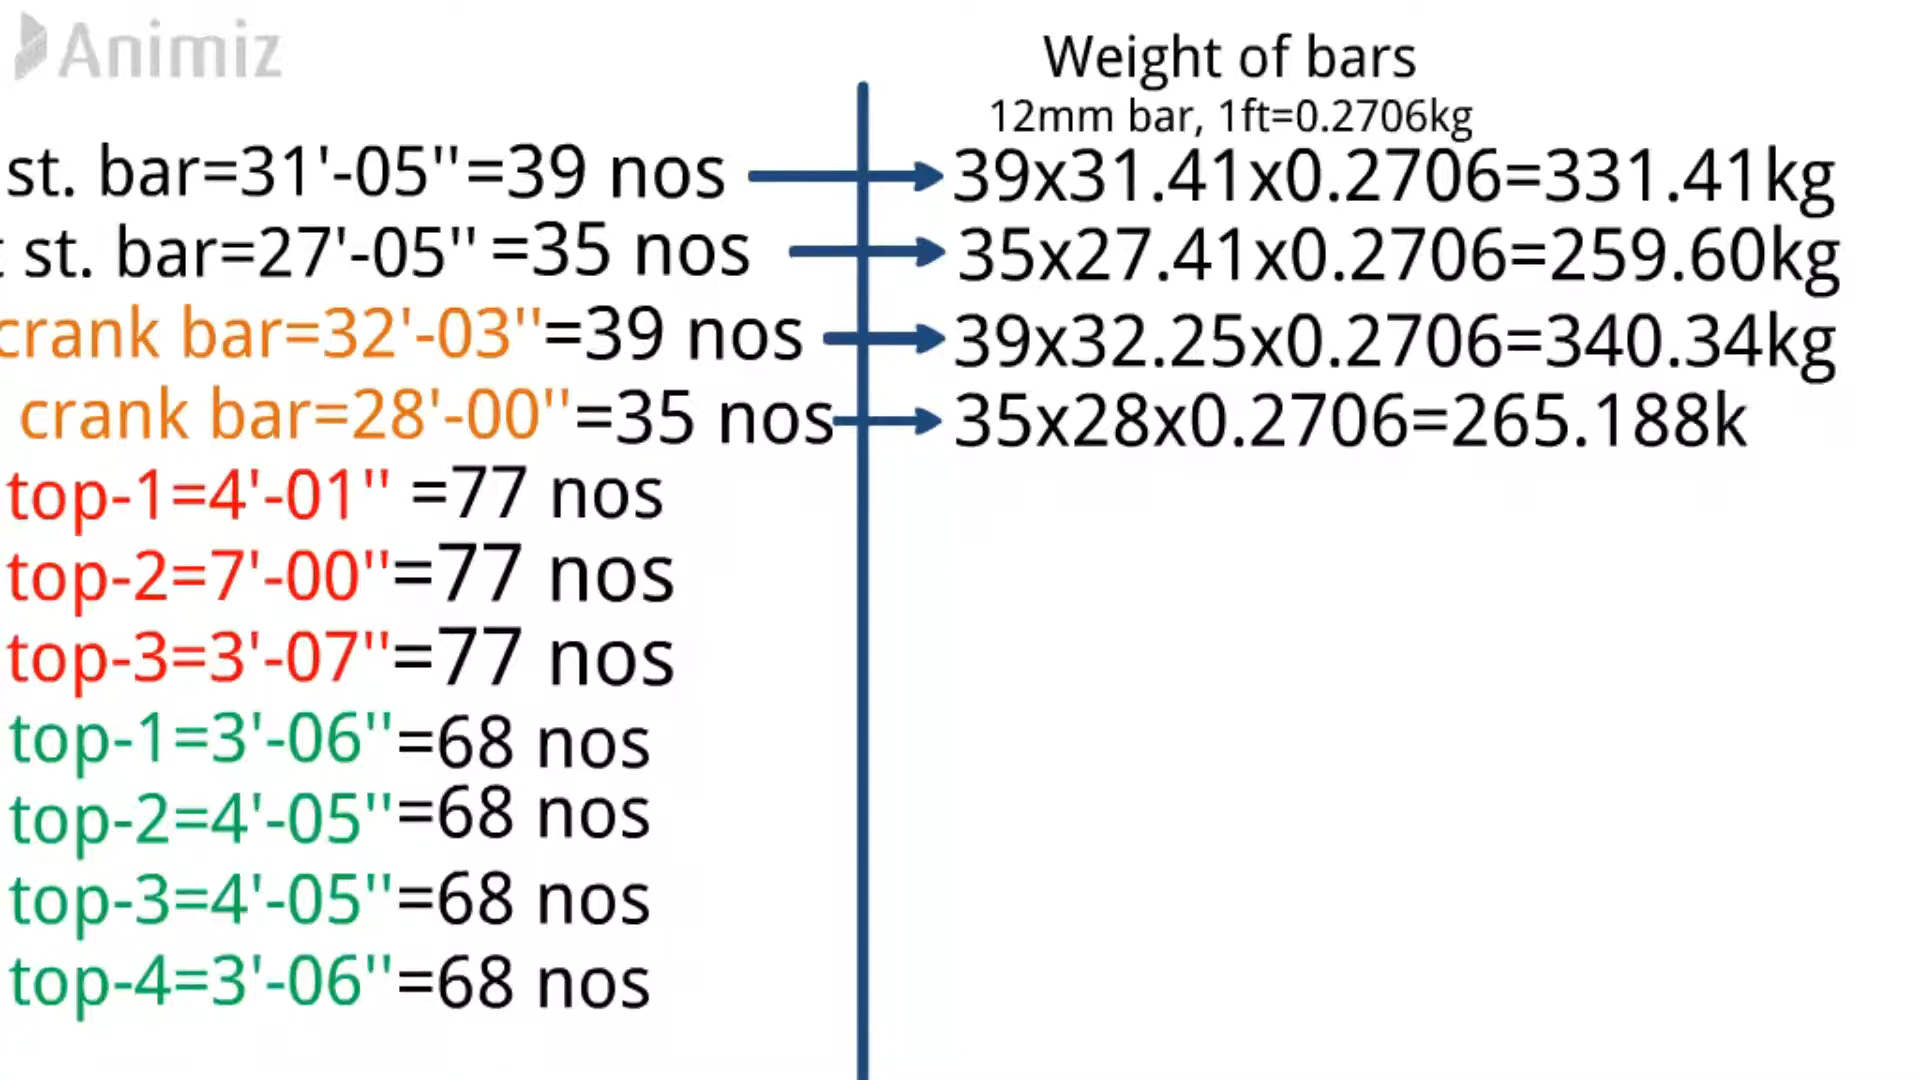 Animiz
Weight of bars
12mm bar, 1ft=0.2706kg
st. bar=31'-05''=39 nos 39x31.41x0.2706=331.41kg
st. bar=27'-05'' =35 nos 35x27.41x0.2706=259.60kg
crank bar=32'-03''=39 nos 39x32.25x0.2706=340.34kg
crank bar=28'-00''=35 nos 35x28x0.2706=265.188k
top-1=4'-01'' =77 nos
top-2=7'-00''=77 nos
top-3=3'-07''=77 nos
top-1=3'-06''=68 nos
top-2=4'-05''=68 nos
top-3=4'-05''=68 nos
top-4=3'-06''=68 nos